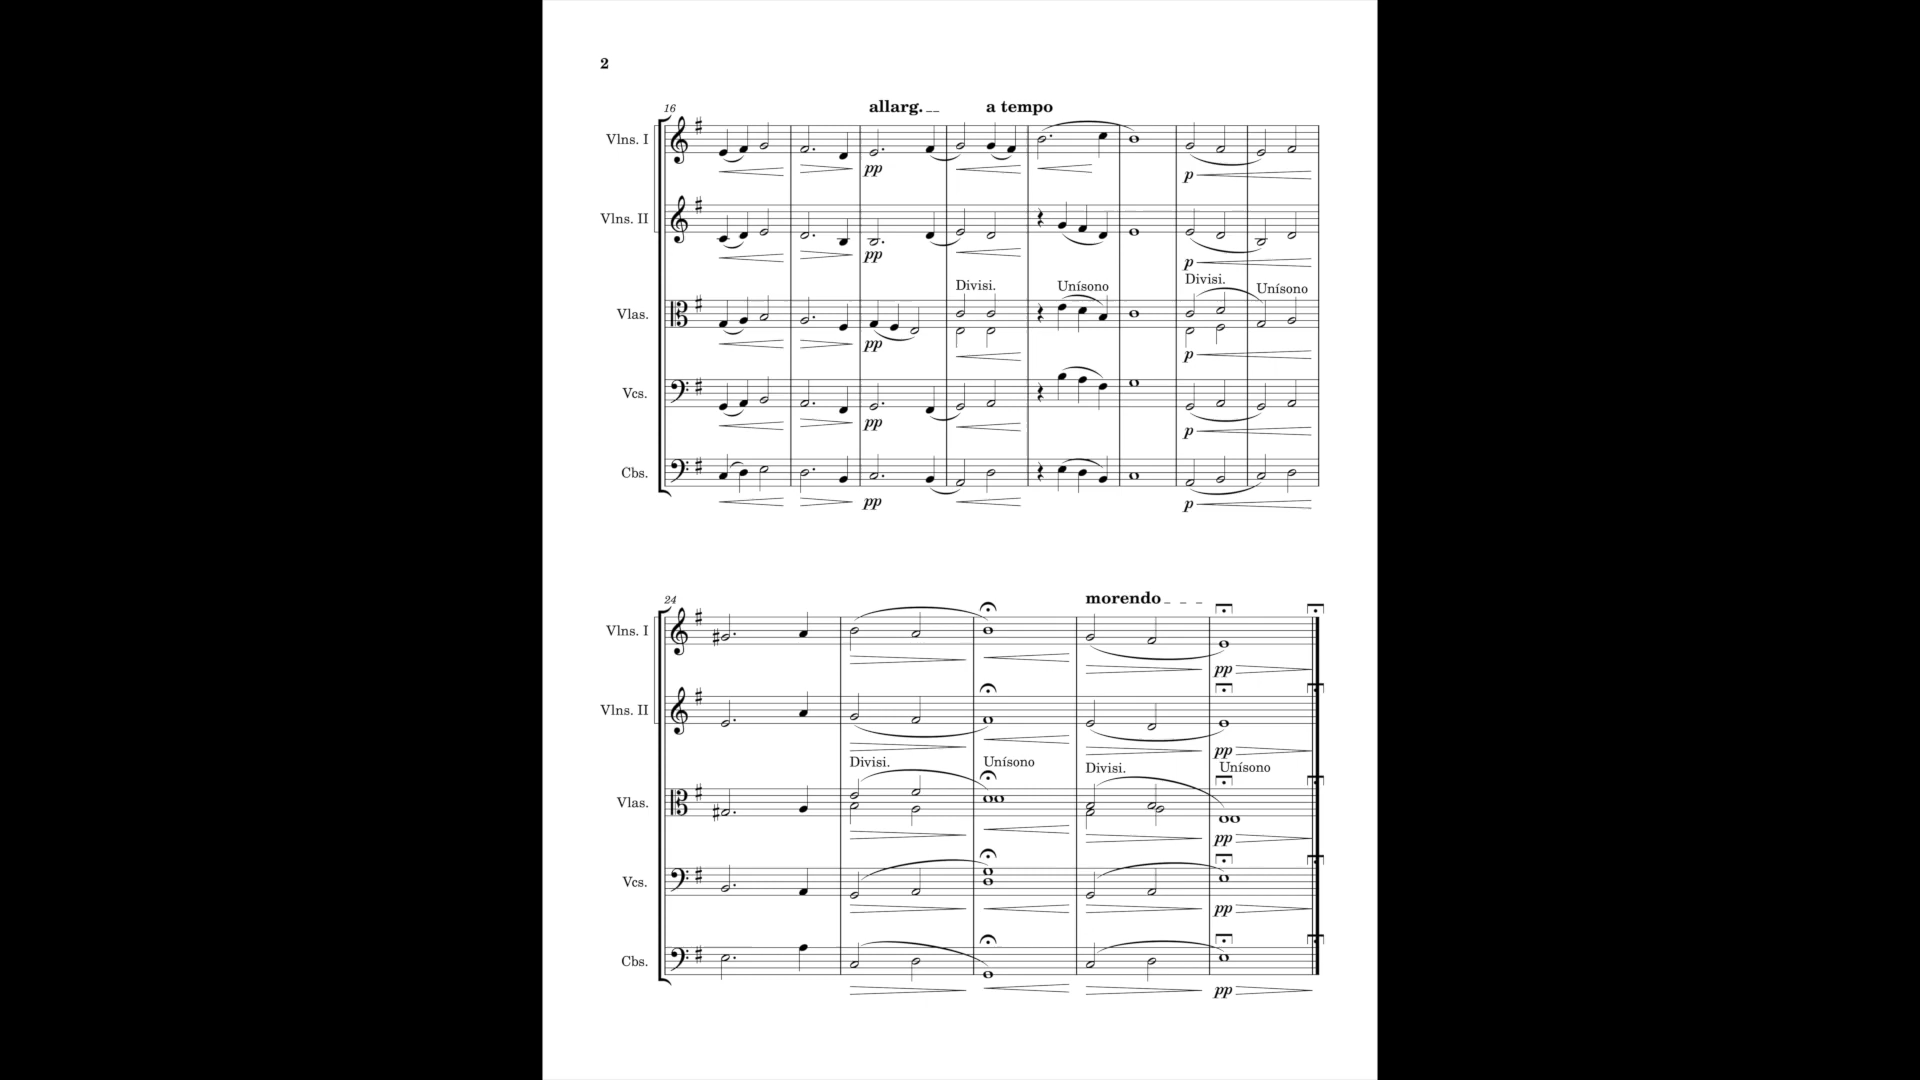 2
allarg. a tempo
16
Vlns. I
pp
p
Vlns. II
pp
p
Divisi. Unísono Divisi. Unísono
Vlas.
pp
p
Vcs.
pp
p
Cbs.
pp
p
morendo
24
Vlns. I
pp
Vlns. II
pp
Divisi. Unísono Divisi. Unísono
Vlas.
pp
Vcs.
pp
Cbs.
pp